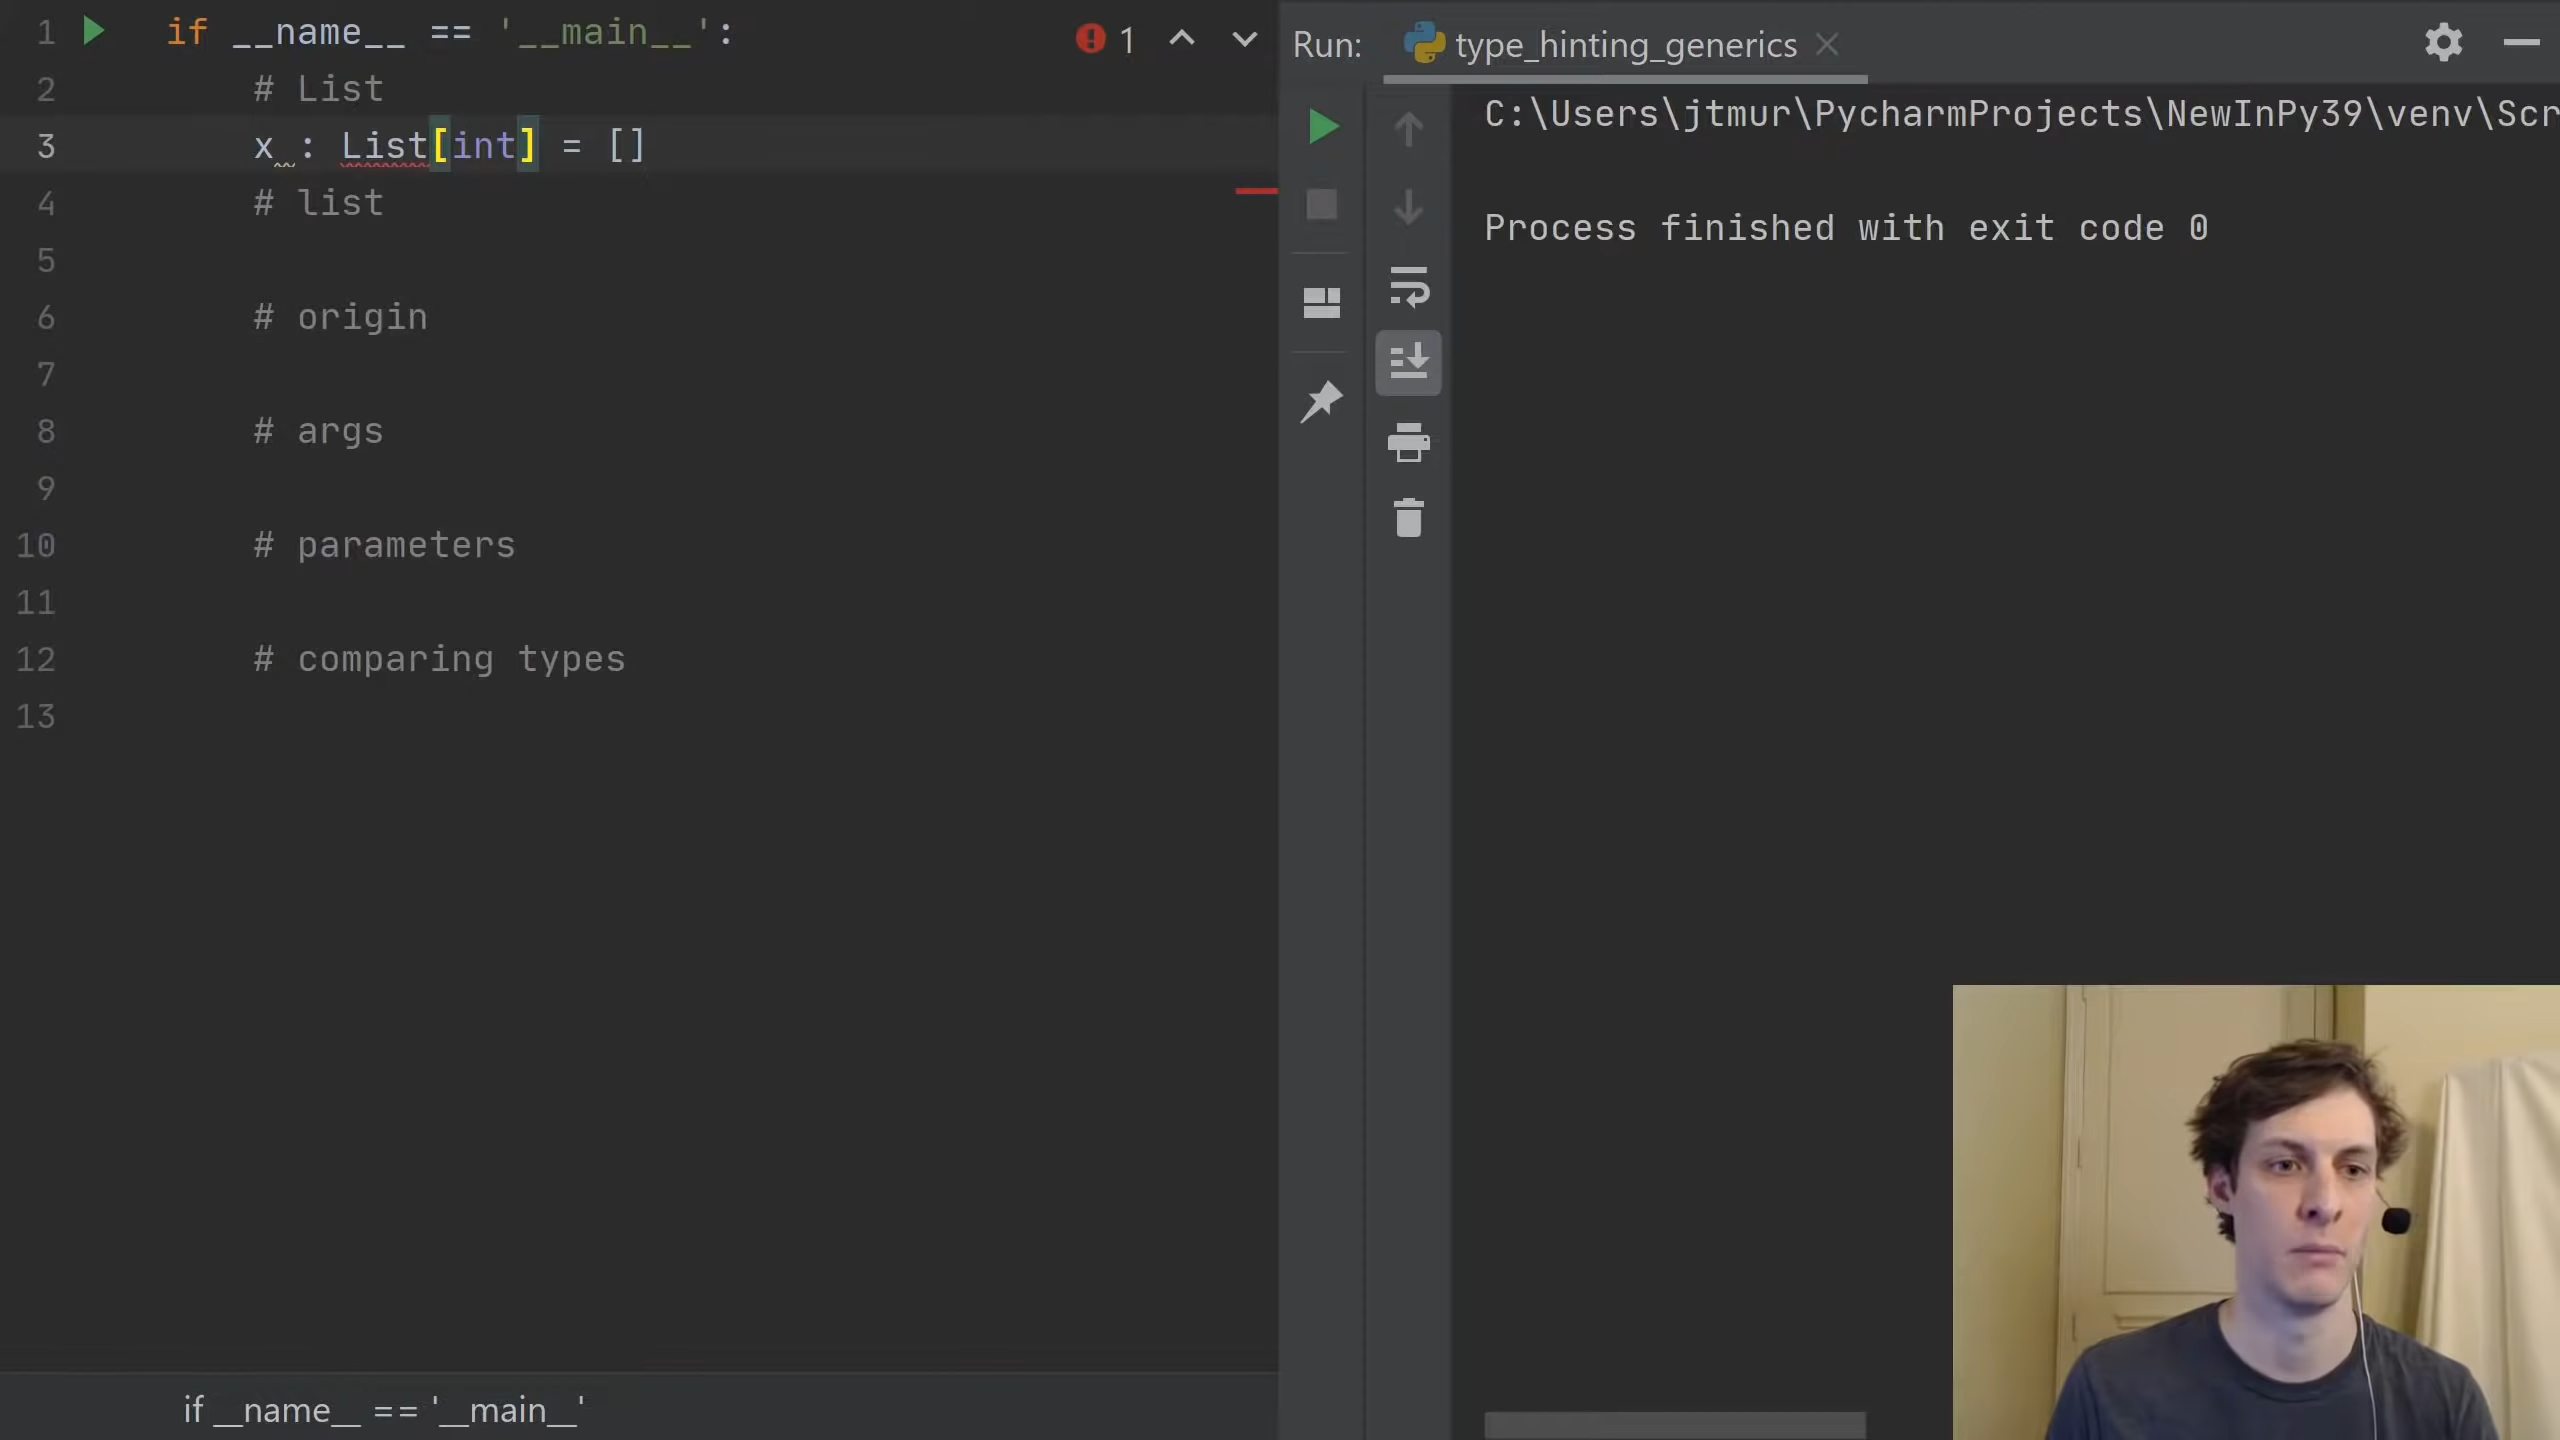 1 if __name__ == '__main__':
2 # List
3 x : List[int] = []
4 # list
5
6 # origin
7
8 # args
9
10 # parameters
11
12 # comparing types
13
1
if __name__ == '__main__'
Run: type_hinting_generics
C:\Users\jtmur\PycharmProjects\NewInPy39\venv\Scr
Process finished with exit code 0